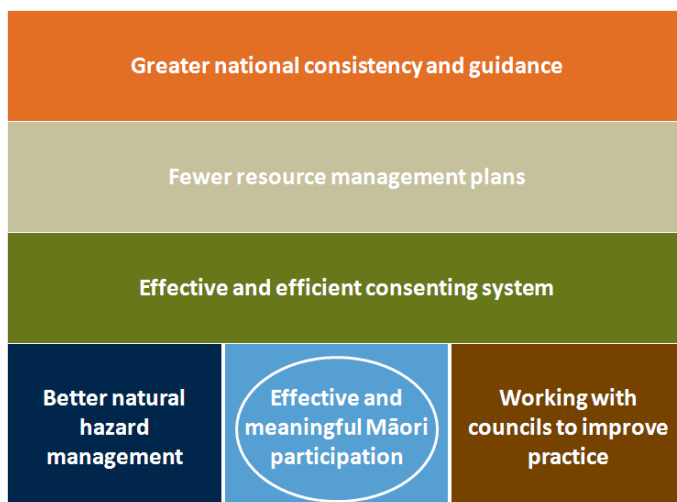 Greater national consistency and guidance
Fewer resource management plans
Effective and efficient consenting system
Better natural
hazard
management
Effective and
meaningful Māori
participation
Working with
councils to improve
practice